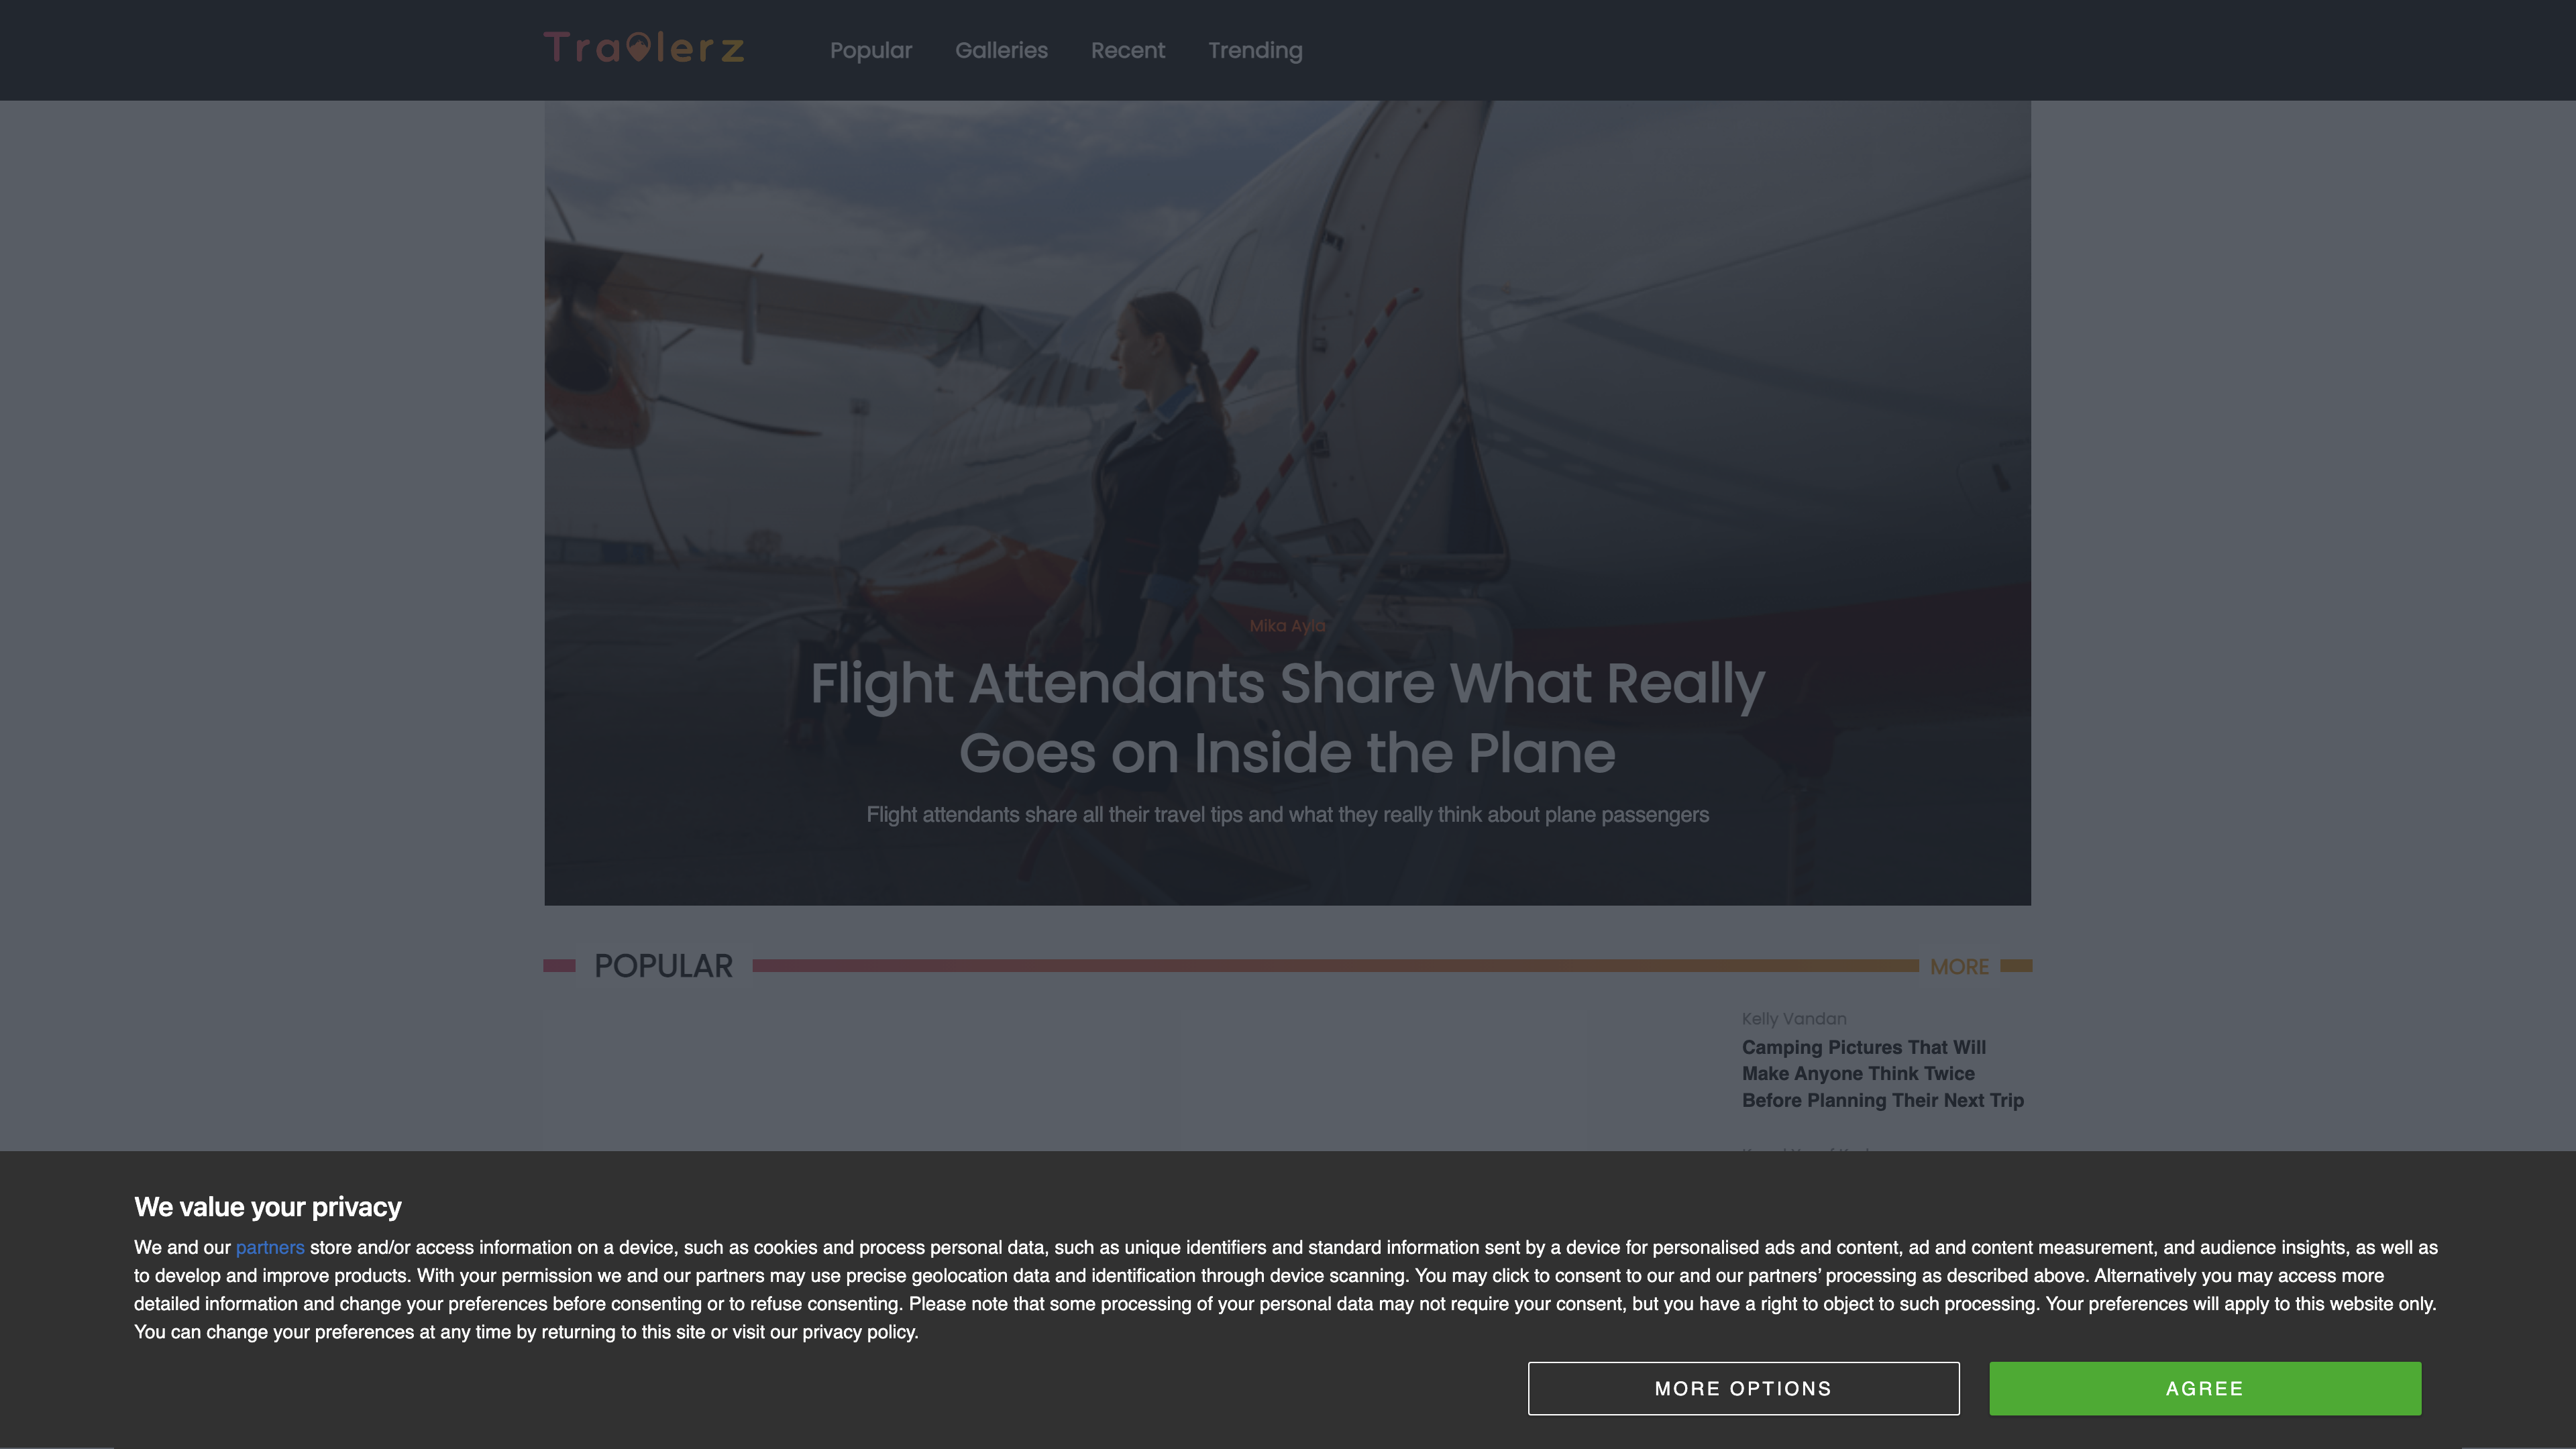 Travlerz
Popular
Galleries
Recent
Trending
Mika Ayla
Flight Attendants Share What Really
Goes on Inside the Plane
Flight attendants share all their travel tips and what they really think about plane passengers
POPULAR
MORE
Kelly Vandan
Camping Pictures That Will
Make Anyone Think Twice
Before Planning Their Next Trip
We value your privacy
We and our partners store and/or access information on a device, such as cookies and process personal data, such as unique identifiers and standard information sent by a device for personalised ads and content, ad and content measurement, and audience insights, as well as
to develop and improve products. With your permission we and our partners may use precise geolocation data and identification through device scanning. You may click to consent to our and our partners’ processing as described above. Alternatively you may access more
detailed information and change your preferences before consenting or to refuse consenting. Please note that some processing of your personal data may not require your consent, but you have a right to object to such processing. Your preferences will apply to this website only.
You can change your preferences at any time by returning to this site or visit our privacy policy.
MORE OPTIONS
AGREE